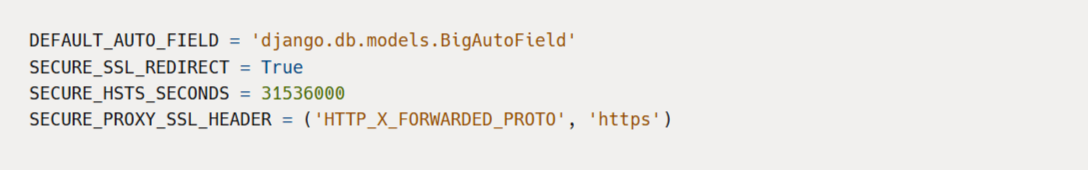 DEFAULT_AUTO_FIELD = 'django.db.models.BigAutoField'
SECURE_SSL_REDIRECT = True
SECURE_HSTS_SECONDS = 31536000
SECURE_PROXY_SSL_HEADER = ('HTTP_X_FORWARDED_PROTO', 'https')